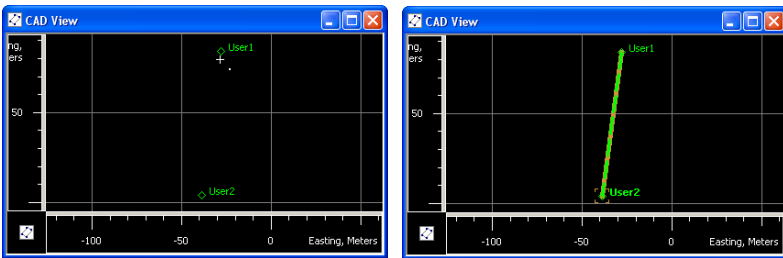 CAD View
ng,
ers
User1
50
User2
-100
-50
0
Easting, Meters
CAD View
ng,
ers
User1
50
User2
-100
-50
0
Easting, Meters